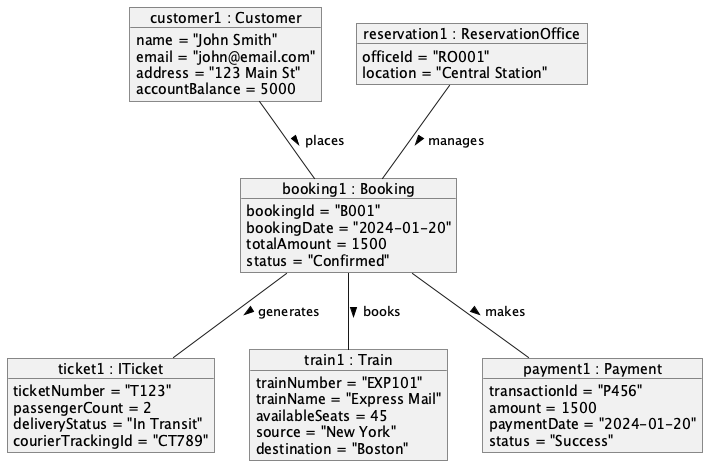 customer1 : Customer
name = "John Smith"
email = "john@email.com"
address = "123 Main St"
accountBalance = 5000
reservation1 : ReservationOffice
officeId = "RO001"
location = "Central Station"
places
manages
booking1 : Booking
bookingId = "B001"
bookingDate = "2024-01-20"
totalAmount = 1500
status = "Confirmed"
generates
books
makes
ticket1 : ITicket
ticketNumber = "T123"
passengerCount = 2
deliveryStatus = "In Transit"
courierTrackingId = "CT789"
train1 : Train
trainNumber = "EXP101"
trainName = "Express Mail"
availableSeats = 45
source = "New York"
destination = "Boston"
payment1 : Payment
transactionId = "P456"
amount = 1500
paymentDate = "2024-01-20"
status = "Success"